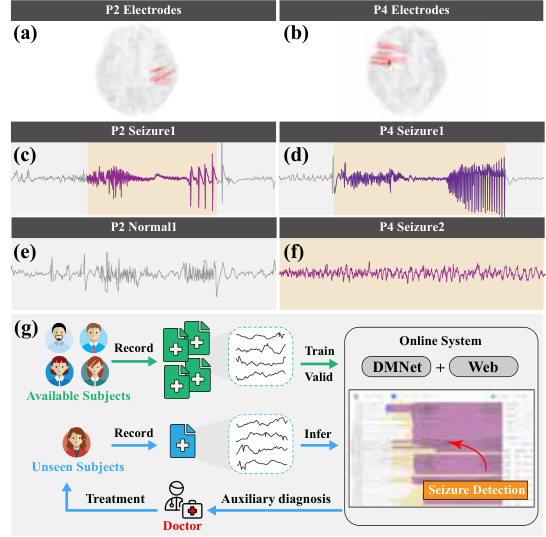 P2 Electrodes
P4 Electrodes
(a)
(b)
P2 Seizure1
P4 Seizure1
(c)
(d)
P2 Normal1
P4 Seizure2
(e)
(f)
(g)
Record
Available Subjects
Train
Valid
Online System
DMNet + Web
Record
Unseen Subjects
Infer
Seizure Detection
Treatment
Doctor
Auxiliary diagnosis